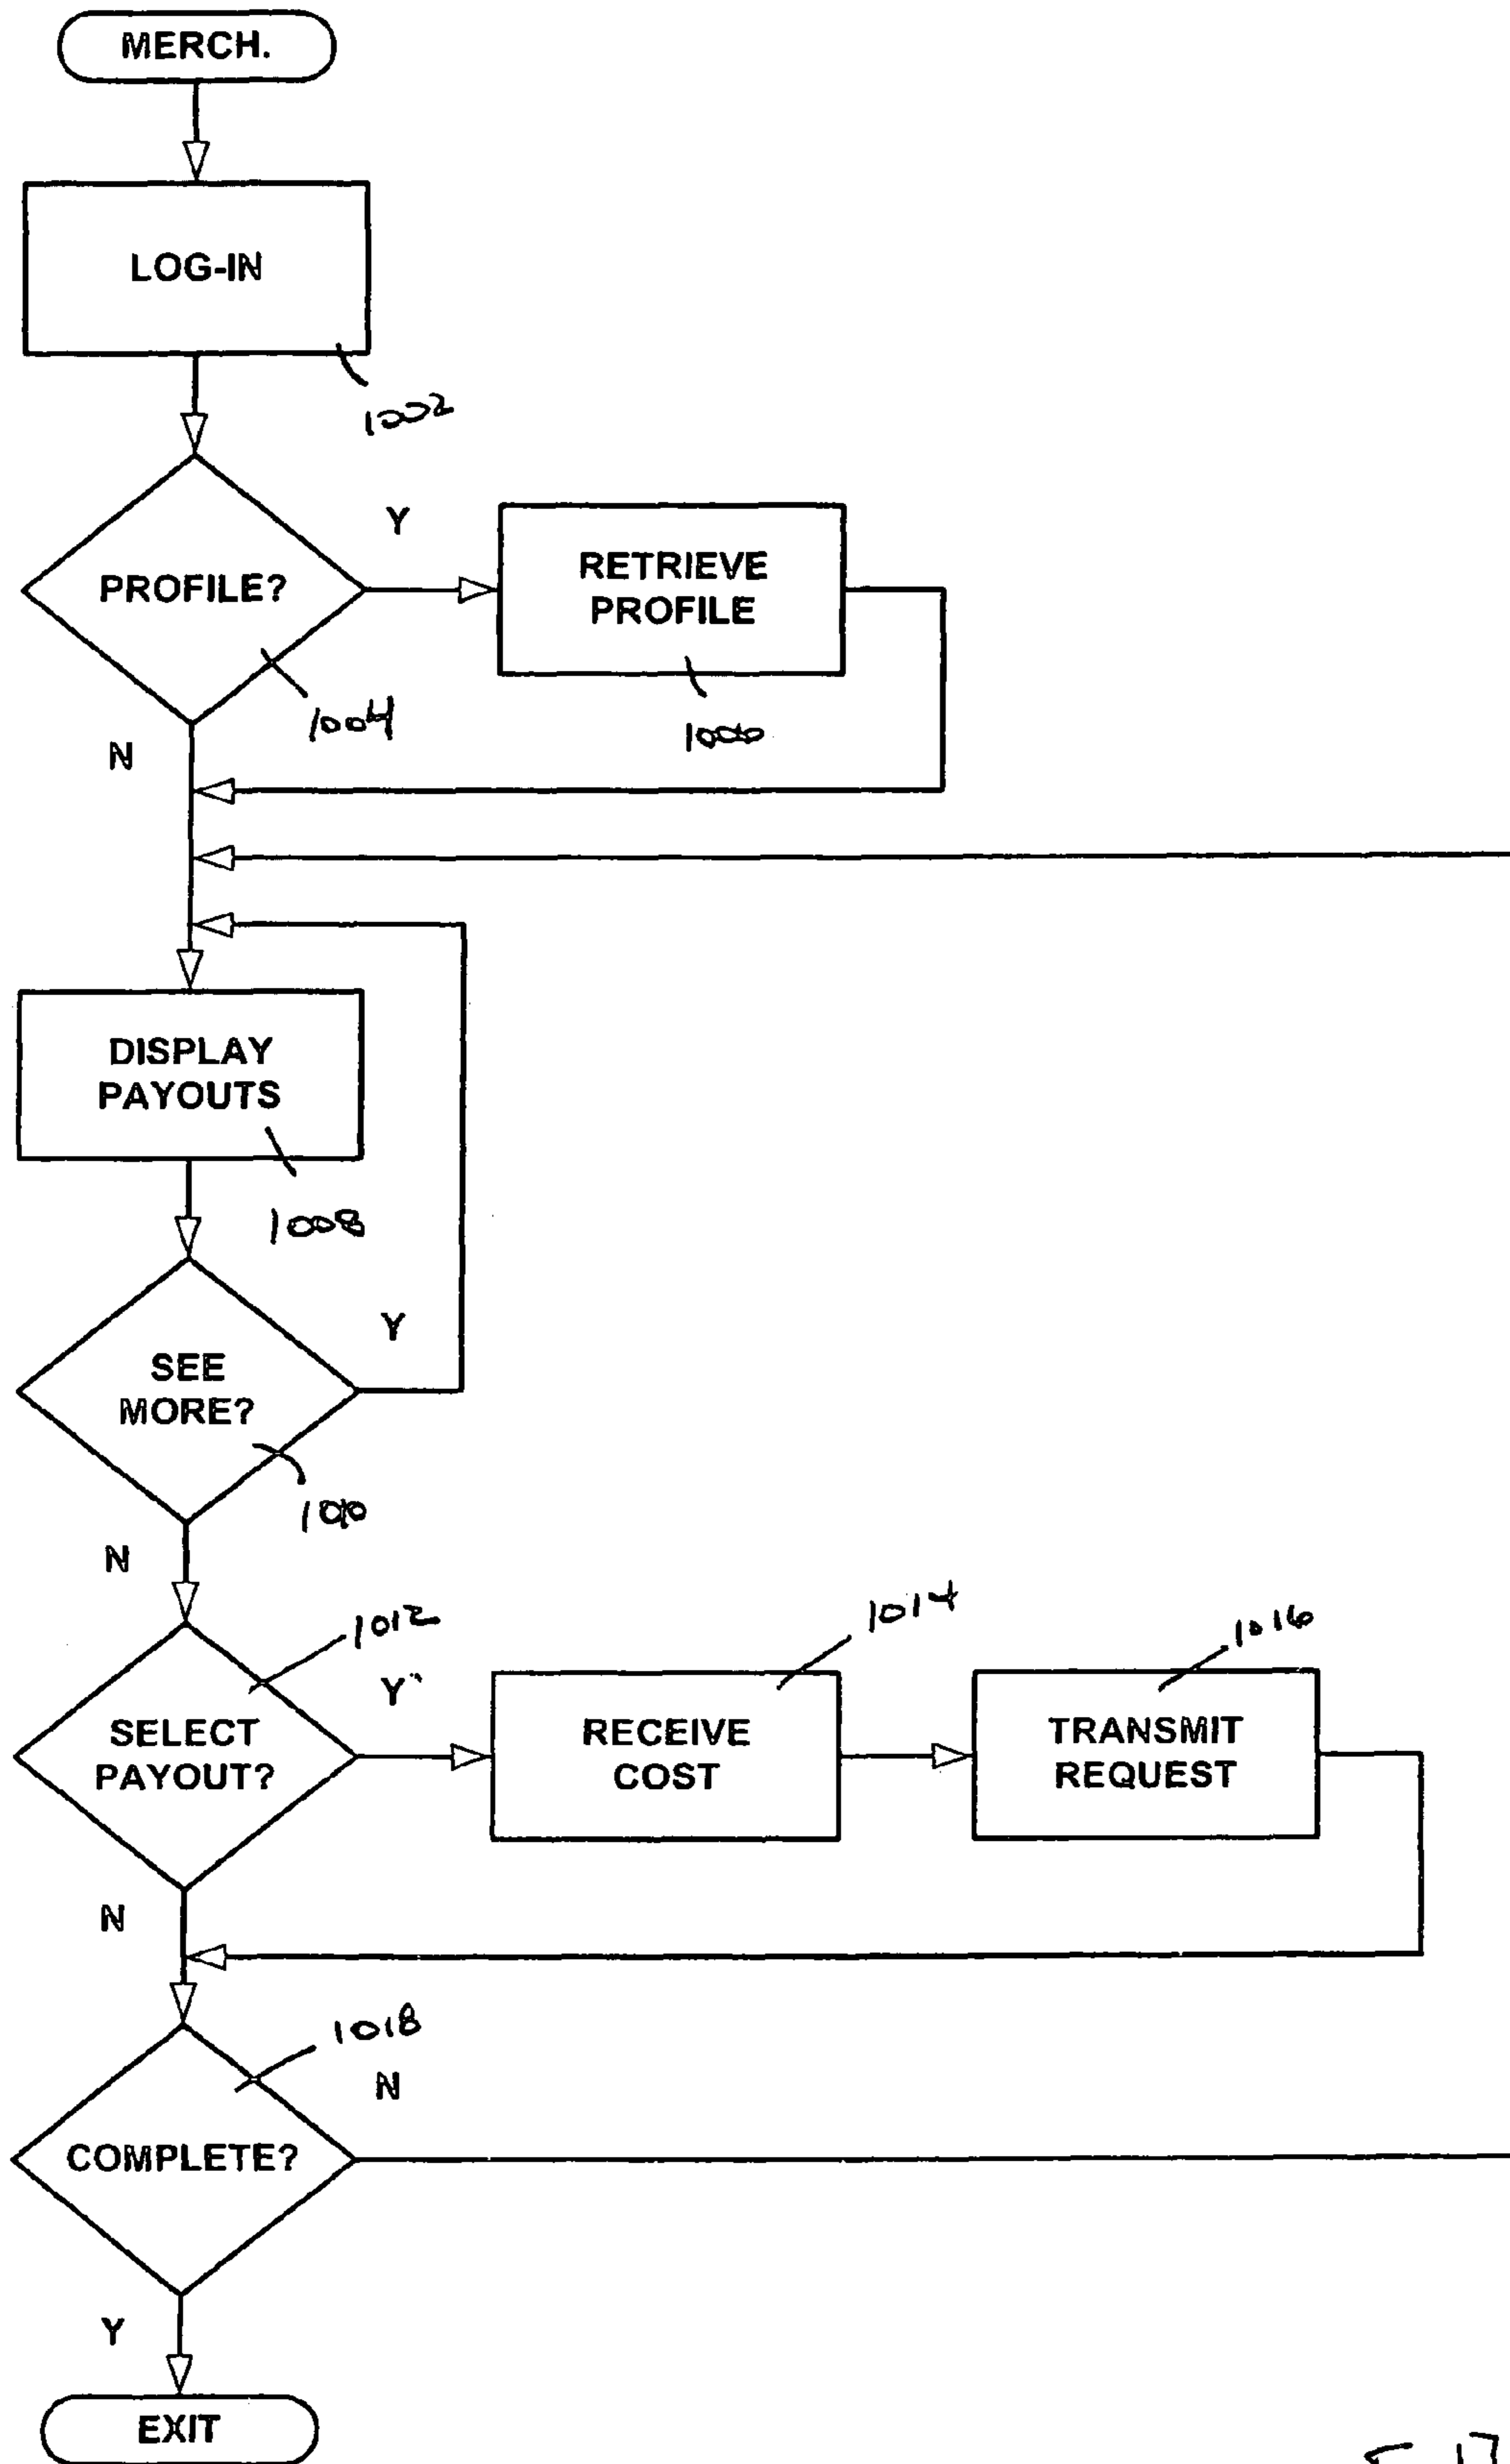 MERCH.
LOG-IN
1002
Y
RETRIEVE
PROFILE
PROFILE?
1004
1006
N
DISPLAY
PAYOUTS
1008
Y
SEE
MORE?
1010
N
1012
1014
1016
Y
SELECT
PAYOUT?
RECEIVE
COST
TRANSMIT
REQUEST
N
1018
N
COMPLETE?
Y
EXIT